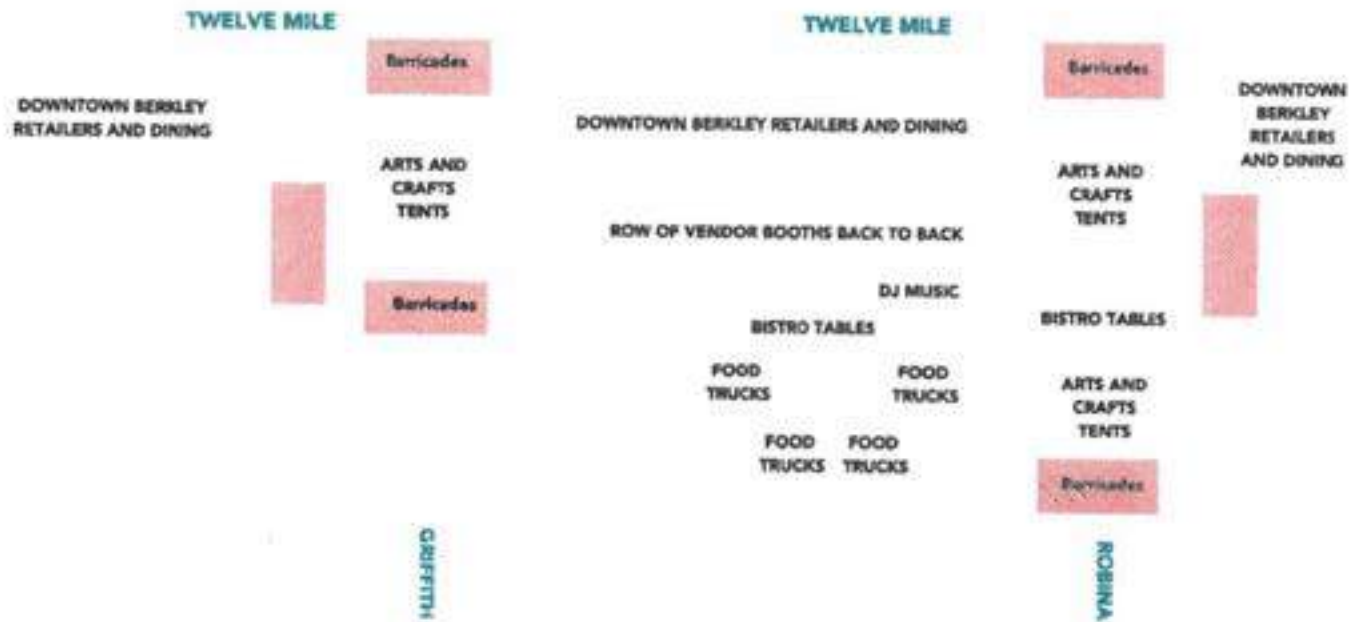 TWELVE MILE
TWELVE MILE
Barricades
Barricades
DOWNTOWN BERKLEY
RETAILERS AND DINING
DOWNTOWN BERKLEY RETAILERS AND DINING
DOWNTOWN
BERKLEY
RETAILERS
AND DINING
ARTS AND
CRAFTS
TENTS
ARTS AND
CRAFTS
TENTS
ROW OF VENDOR BOOTHS BACK TO BACK
Barricades
DJ MUSIC
BISTRO TABLES
BISTRO TABLES
FOOD
TRUCKS
FOOD
TRUCKS
ARTS AND
CRAFTS
TENTS
FOOD
TRUCKS
FOOD
TRUCKS
Barricades
GRIFFITH
ROBINA